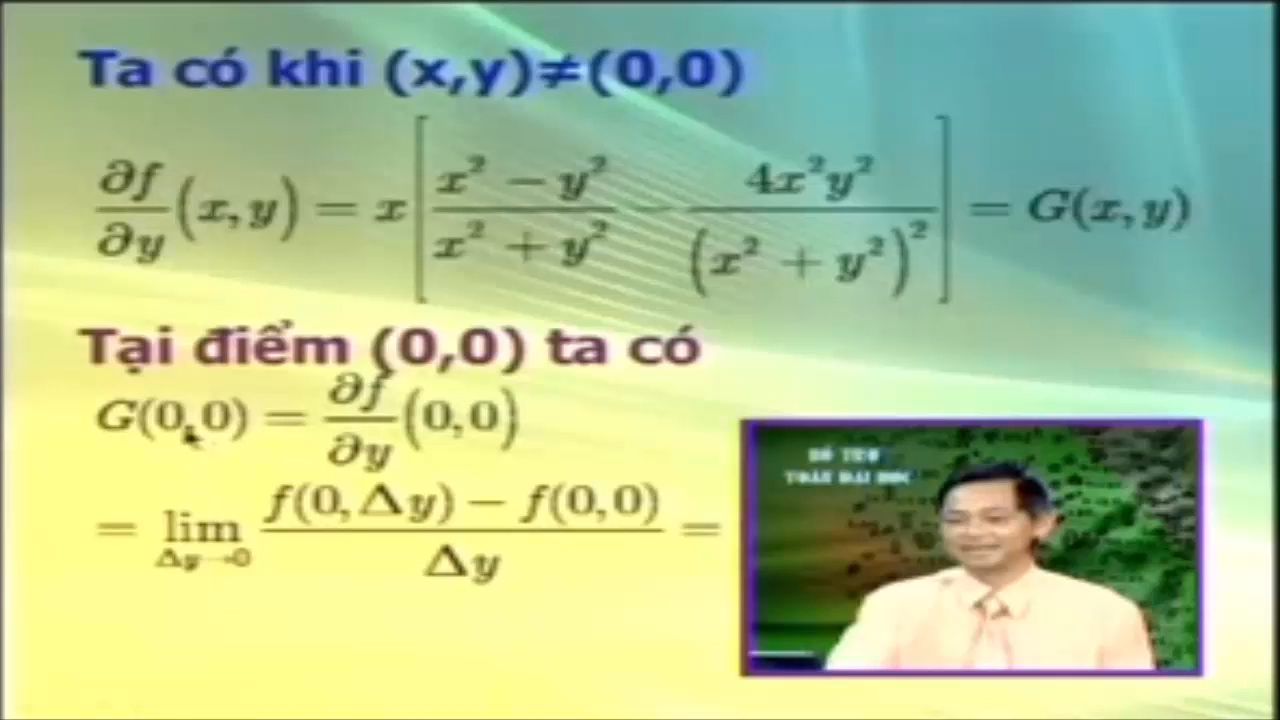 Ta có khi (x,y)≠(0,0)
∂f/∂y (x, y) = x [ (x² − y²)/(x² + y²) − 4x²y²/(x² + y²)² ] = G(x, y)
Tại điểm (0,0) ta có
G(0,0) = ∂f/∂y (0, 0)
= lim Δy→0 (f(0, Δy) − f(0, 0))/Δy =